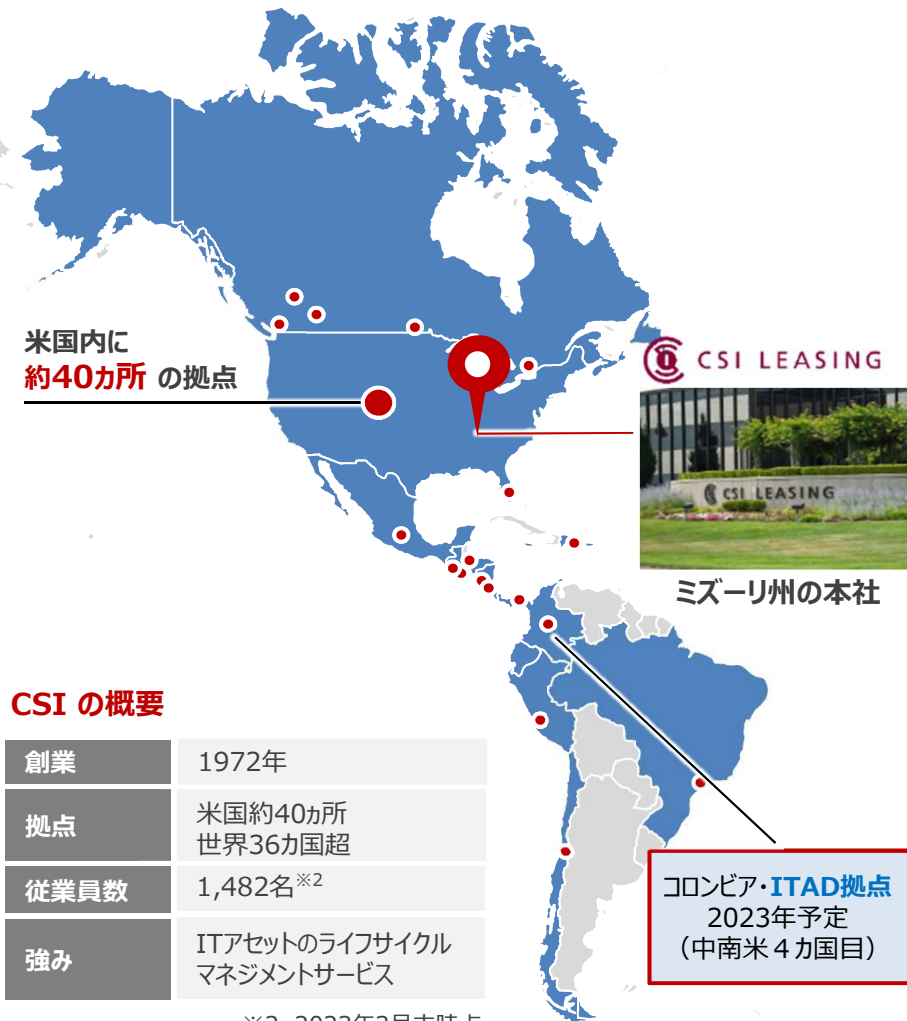 米国内に
約40ヵ所 の拠点
CSI LEASING
CSI LEASING
ミズーリ州の本社
CSI の概要
創業 1972年
拠点 米国約40ヵ所
世界36カ国超
従業員数 1,482名※2
強み ITアセットのライフサイクル
マネジメントサービス
コロンビア・ITAD拠点
2023年予定
（中南米４カ国目）